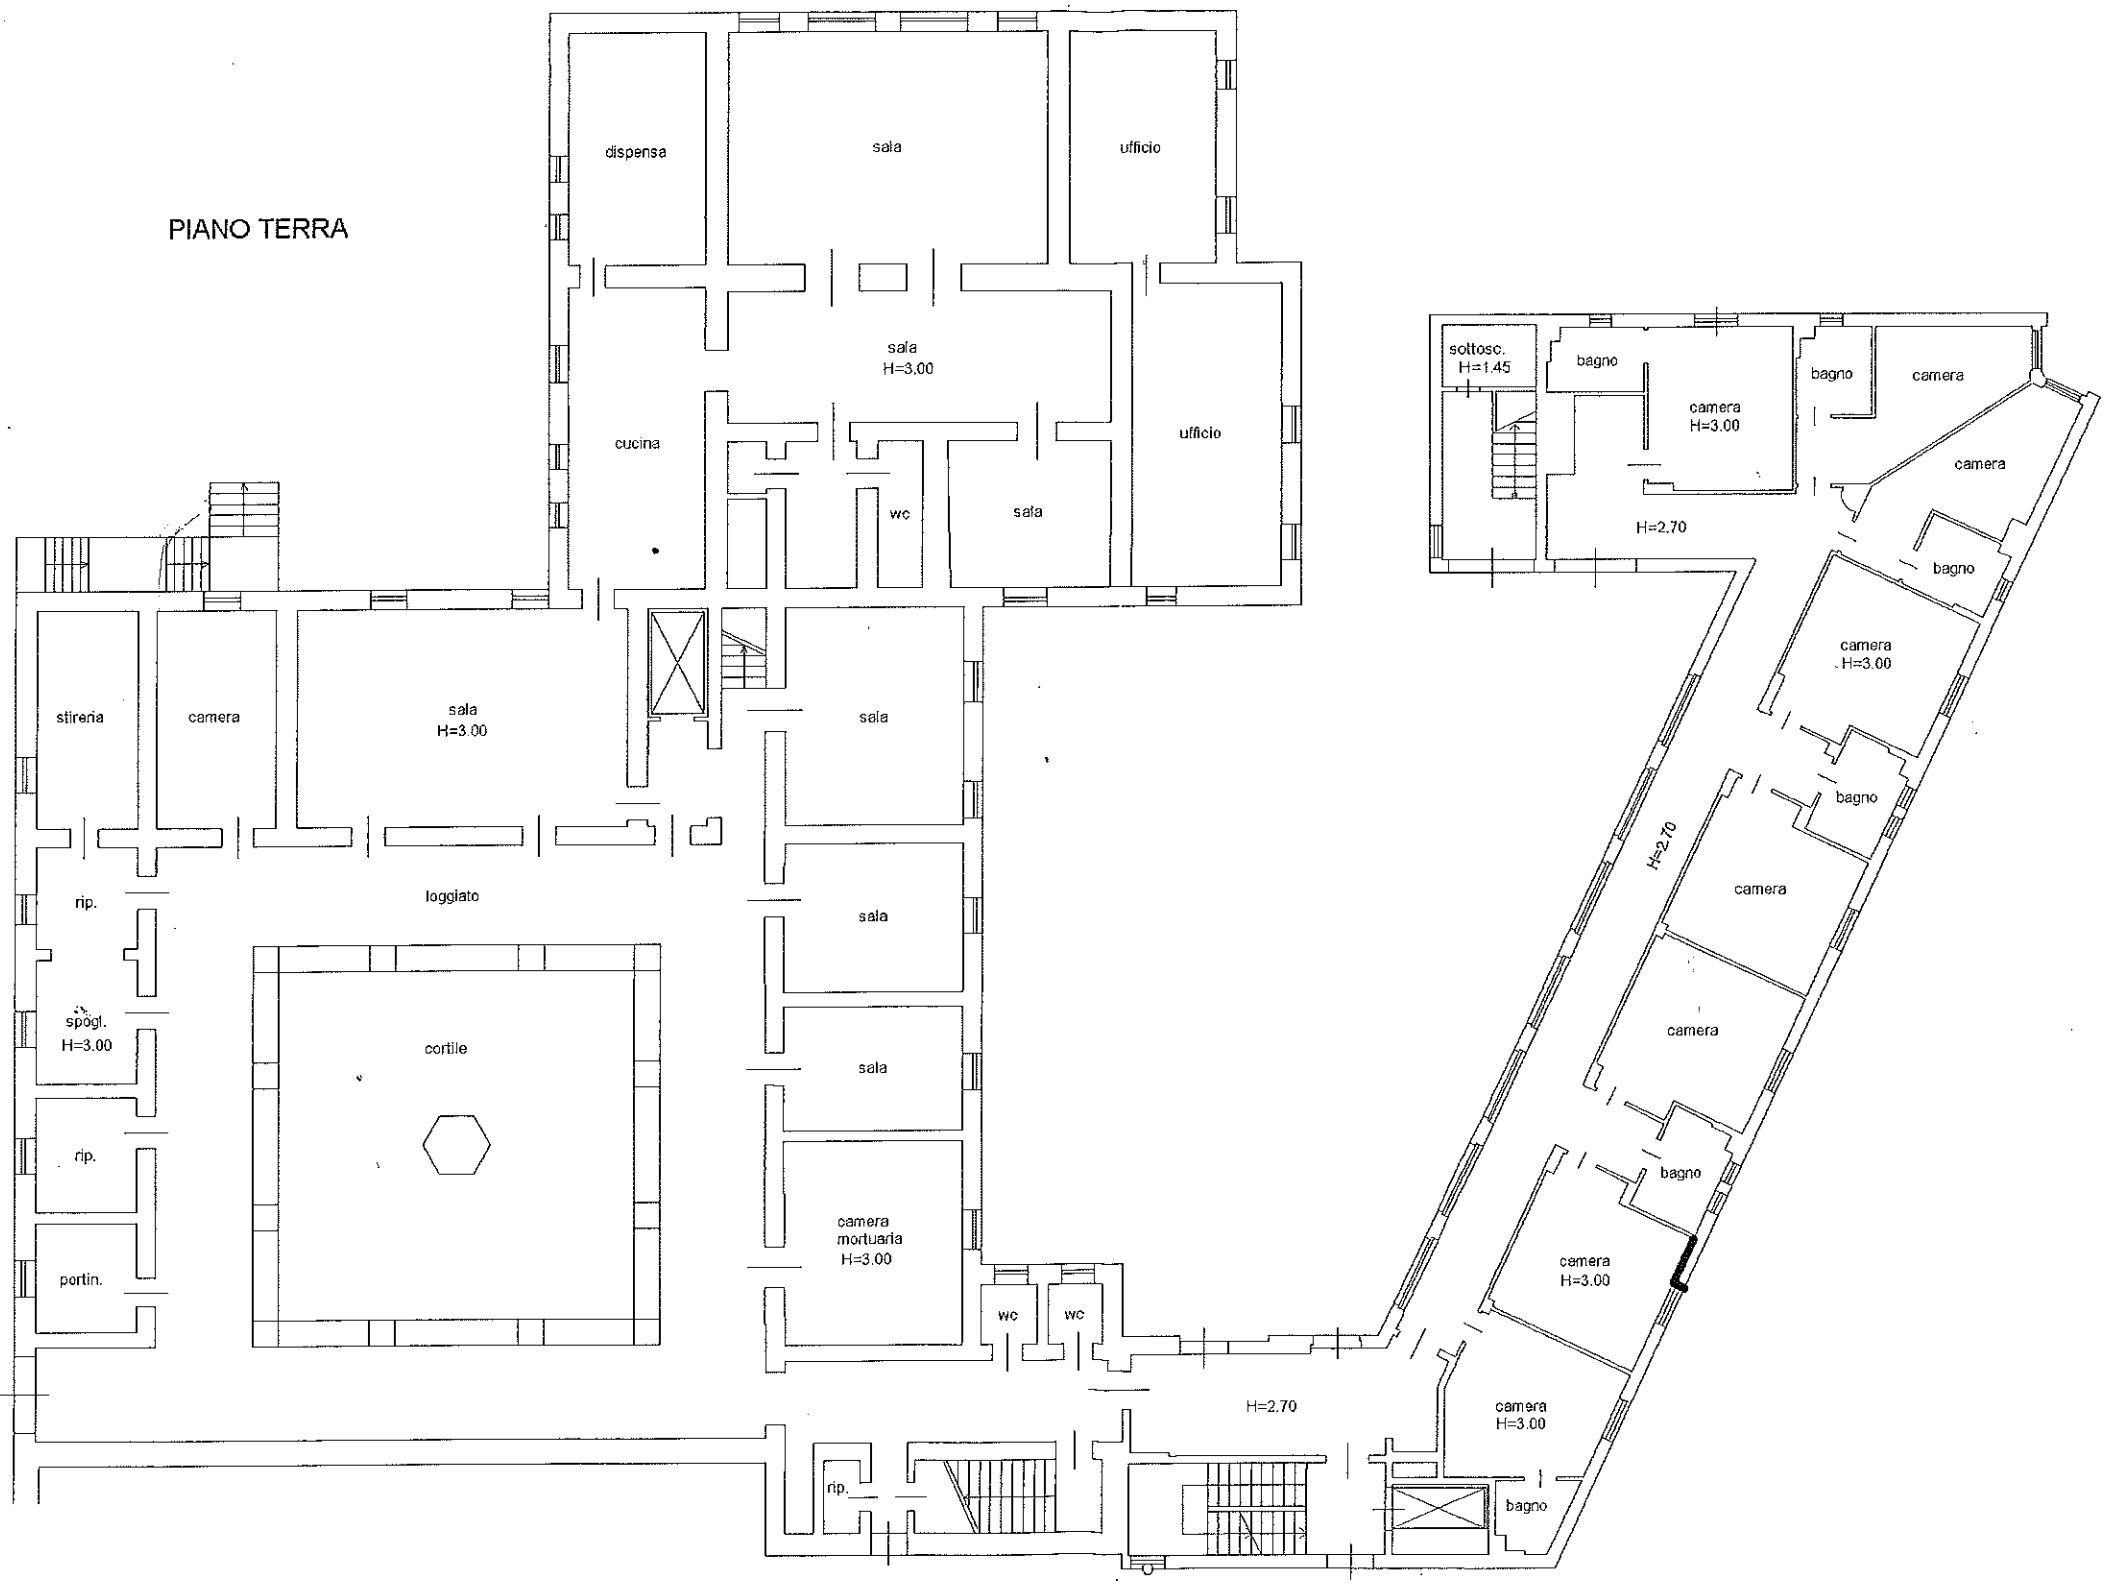 PIANO TERRA
dispensa
sala
ufficio
sala
H=3.00
cucina
ufficio
wc
sala
sottosc.
H=1.45
bagno
camera
H=3.00
bagno
camera
camera
H=2.70
bagno
camera
H=3.00
bagno
H=2.70
camera
camera
bagno
camera
H=3.00
camera
H=3.00
bagno
stireria
camera
sala
H=3.00
sala
rip.
loggiato
sala
spogl.
H=3.00
cortile
sala
rip.
camera
mortuaria
H=3.00
portin.
wc
wc
H=2.70
rip.